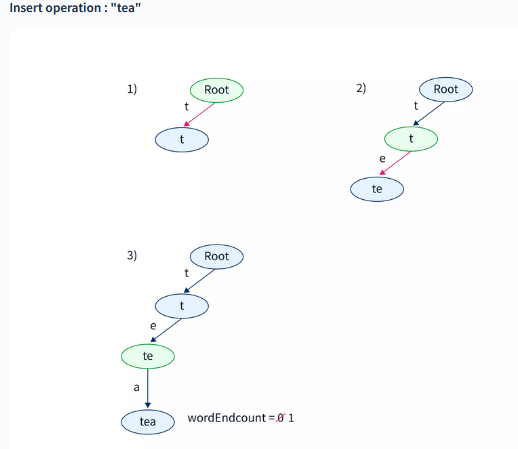 Insert operation : "tea"
1)
Root
t
t
2)
Root
t
t
e
te
3)
Root
t
t
e
te
a
tea
wordEndcount = 0 1